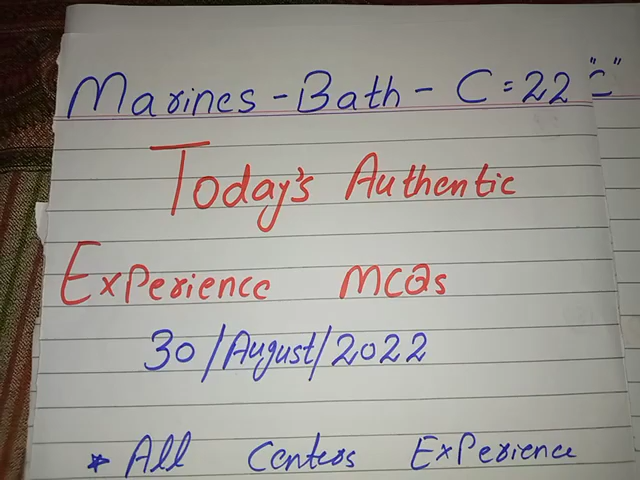 Marines - Bath - C = 22 "C"
Today's Authentic
Experience MCQs
30/August/2022
* All Centers Experience